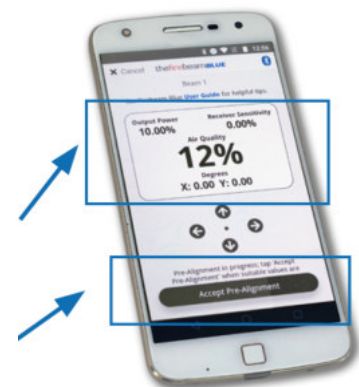 12:56
× Cancel thefirebeamBLUE
Beam 1
User Guide for helpful tips.
Output Power Receiver Sensitivity
10.00% 0.00%
Air Quality
12%
Degrees
X: 0.00 Y: 0.00
Pre-Alignment in progress, tap 'Accept
Pre-Alignment' when suitable values are
Accept Pre-Alignment